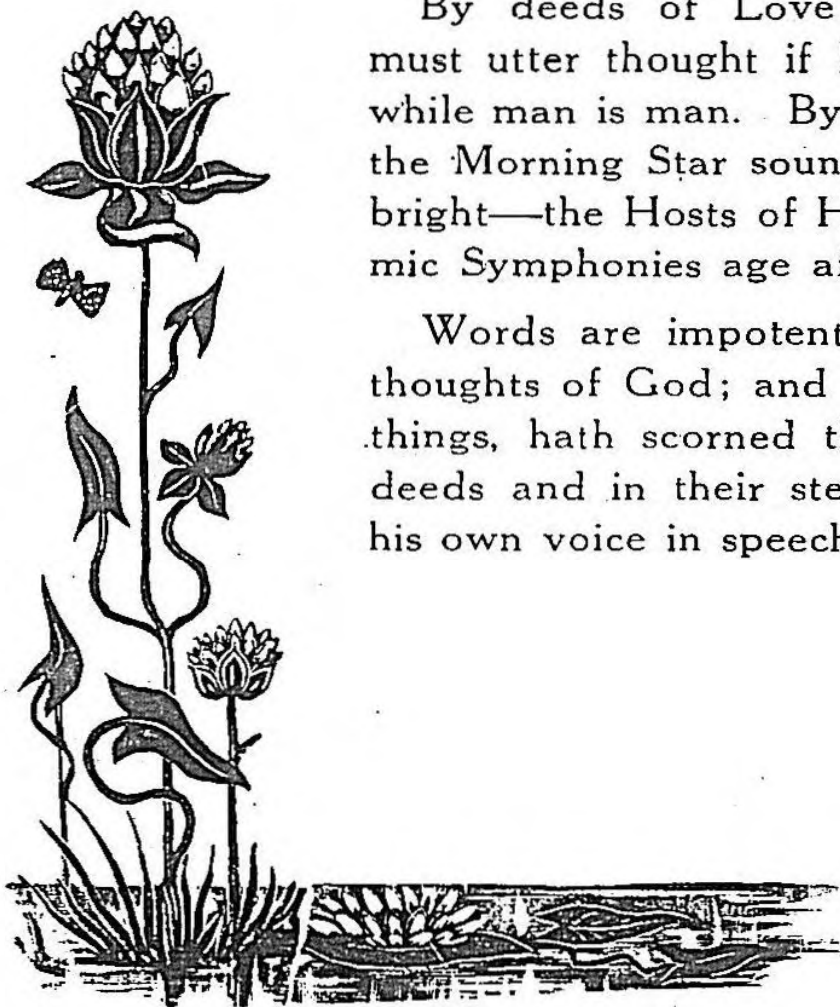 By deeds of Love
must utter thought if
while man is man. By
the Morning Star soun
bright—the Hosts of H
mic Symphonies age a
Words are impotent
thoughts of God; and
things, hath scorned t
deeds and in their ste
his own voice in speech